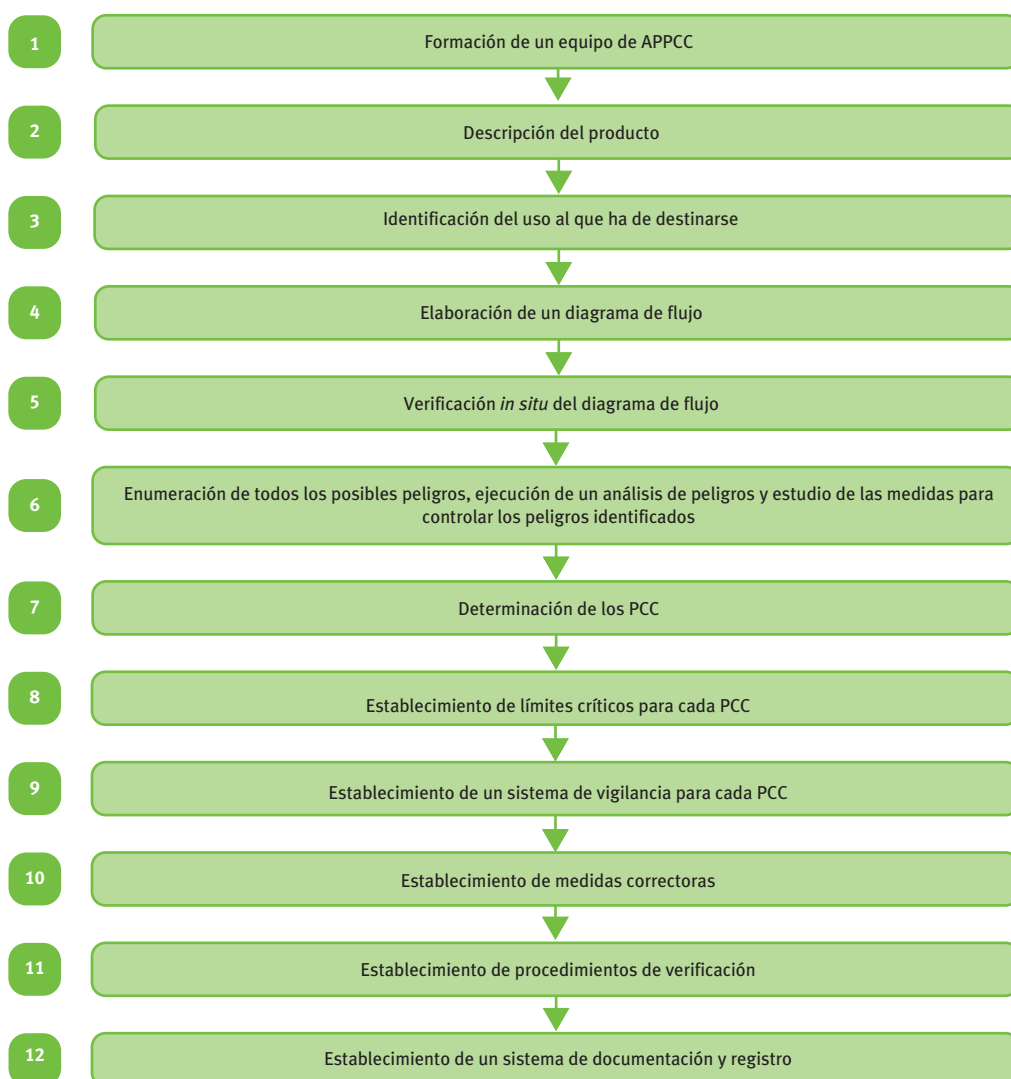 1
Formación de un equipo de APPCC
2
Descripción del producto
3
Identificación del uso al que ha de destinarse
4
Elaboración de un diagrama de flujo
5
Verificación in situ del diagrama de flujo
6
Enumeración de todos los posibles peligros, ejecución de un análisis de peligros y estudio de las medidas para
controlar los peligros identificados
7
Determinación de los PCC
8
Establecimiento de límites críticos para cada PCC
9
Establecimiento de un sistema de vigilancia para cada PCC
10
Establecimiento de medidas correctoras
11
Establecimiento de procedimientos de verificación
12
Establecimiento de un sistema de documentación y registro